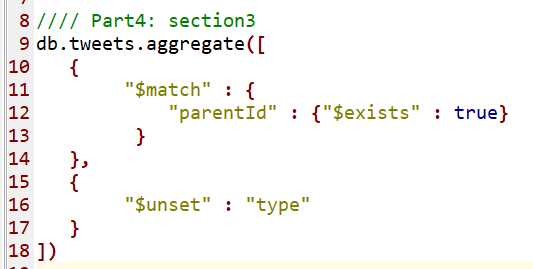 8 //// Part4: section3
9 db.tweets.aggregate([
10 {
11 "$match" : {
12 "parentId" : {"$exists" : true}
13 }
14 },
15 {
16 "$unset" : "type"
17 }
18 ])